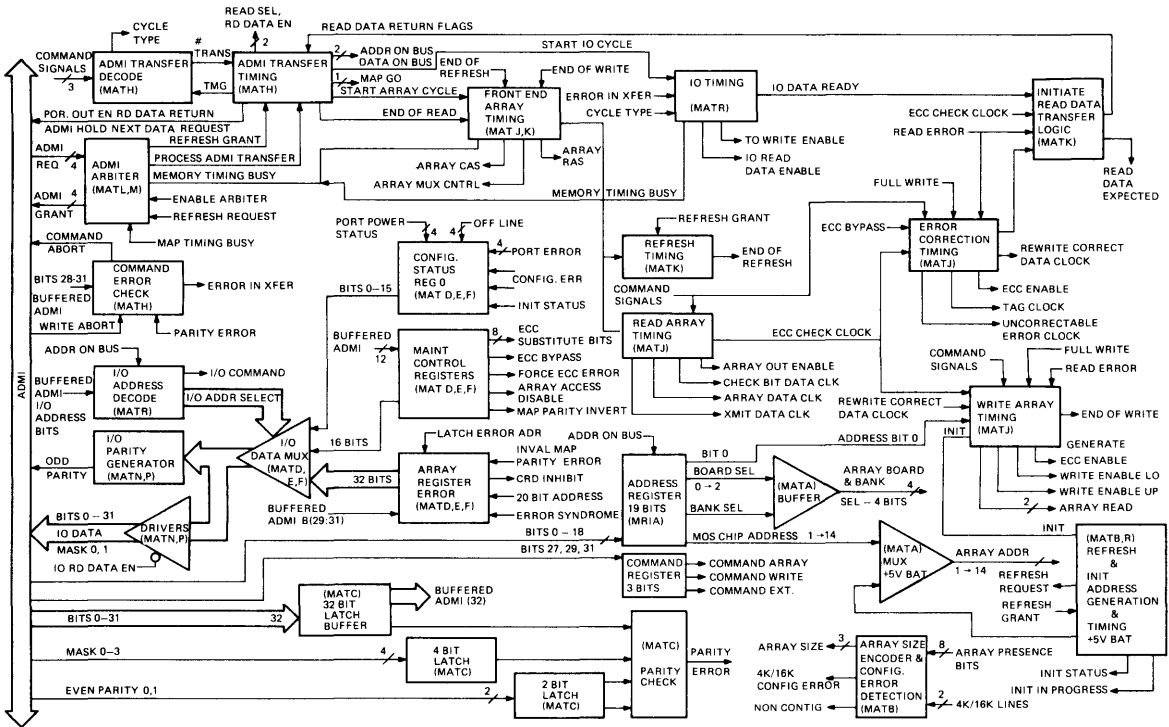 READ SEL,
RD DATA EN
2
CYCLE
TYPE
#
TRANS
COMMAND
SIGNALS
3
ADMI TRANSFER
DECODE
(MATH)
TMG
ADMI TRANSFER
TIMING
(MATH)
READ DATA RETURN FLAGS
2
ADDR ON BUS
DATA ON BUS
START IO CYCLE
1
MAP GO
START ARRAY CYCLE
END OF
REFRESH
END OF WRITE
END OF READ
FRONT END
ARRAY
TIMING
(MAT J,K)
ERROR IN XFER
CYCLE TYPE
IO TIMING
(MATR)
IO DATA READY
TO WRITE ENABLE
IO READ
DATA ENABLE
ECC CHECK CLOCK
READ ERROR
INITIATE
READ DATA
TRANSFER
LOGIC
(MATK)
READ
DATA
EXPECTED
POR. OUT EN RD DATA RETURN
ADMI HOLD NEXT DATA REQUEST
REFRESH GRANT
PROCESS ADMI TRANSFER
MEMORY TIMING BUSY
ADMI
REQ
4
ADMI
GRANT
4
ADMI
ARBITER
(MATL,M)
ENABLE ARBITER
REFRESH REQUEST
MAP TIMING BUSY
ARRAY CAS
ARRAY MUX CNTRL
ARRAY
RAS
MEMORY TIMING BUSY
COMMAND
ABORT
BITS 28-31
BUFFERED
ADMI
WRITE ABORT
COMMAND
ERROR
CHECK
(MATH)
ERROR IN XFER
PARITY ERROR
PORT POWER
STATUS
4
OFF LINE
4
CONFIG.
STATUS
REG 0
(MAT D,E,F)
4
PORT ERROR
CONFIG. ERR
INIT STATUS
BITS 0–15
REFRESH GRANT
REFRESH
TIMING
(MATK)
END OF
REFRESH
FULL WRITE
ECC BYPASS
ERROR
CORRECTION
TIMING
(MATJ)
REWRITE CORRECT
DATA CLOCK
ECC ENABLE
TAG CLOCK
UNCORRECTABLE
ERROR CLOCK
COMMAND
SIGNALS
READ ARRAY
TIMING
(MATJ)
ECC CHECK CLOCK
ARRAY OUT ENABLE
CHECK BIT DATA CLK
ARRAY DATA CLK
XMIT DATA CLK
BUFFERED
ADMI
12
MAINT
CONTROL
REGISTERS
(MAT D,E,F)
8
ECC
SUBSTITUTE BITS
ECC BYPASS
FORCE ECC ERROR
ARRAY ACCESS
DISABLE
MAP PARITY INVERT
16 BITS
ADMI
ADDR ON BUS
BUFFERED
ADMI
I/O
ADDRESS
BITS
I/O
ADDRESS
DECODE
(MATR)
I/O COMMAND
I/O ADDR SELECT
I/O
DATA MUX
(MATD,
E,F)
ODD
PARITY
I/O
PARITY
GENERATOR
(MATN,P)
BITS 0–31
IO DATA
MASK 0, 1
IO RD DATA EN
DRIVERS
(MATN,P)
32 BITS
BUFFERED
ADMI B(29:31)
ARRAY
REGISTER
ERROR
(MATD,E,F)
LATCH ERROR ADR
INVAL MAP
PARITY ERROR
CRD INHIBIT
20 BIT ADDRESS
ERROR SYNDROME
BITS 0–18
BITS 27, 29, 31
ADDR ON BUS
ADDRESS
REGISTER
19 BITS
(MRIA)
BIT 0
BOARD SEL
0→2
BANK SEL
MOS CHIP ADDRESS 1→14
ADDRESS BIT 0
(MATA)
BUFFER
ARRAY BOARD
& BANK
4
SEL – 4 BITS
COMMAND
SIGNALS
FULL WRITE
READ ERROR
REWRITE CORRECT
DATA CLOCK
INIT
WRITE ARRAY
TIMING
(MATJ)
END OF WRITE
GENERATE
ECC ENABLE
WRITE ENABLE LO
WRITE ENABLE UP
2
ARRAY READ
COMMAND
REGISTER
3 BITS
COMMAND ARRAY
COMMAND WRITE
COMMAND EXT.
(MATA)
MUX
+5V BAT
ARRAY ADDR
1→14
INIT
REFRESH
REQUEST
REFRESH
GRANT
(MATB,R)
REFRESH
&
INIT
ADDRESS
GENERATION
&
TIMING
+5V BAT
INIT STATUS
INIT IN PROGRESS
BITS 0–31
32
(MATC)
32 BIT
LATCH
BUFFER
BUFFERED
ADMI (32)
MASK 0–3
4
4 BIT
LATCH
(MATC)
EVEN PARITY 0,1
2
2 BIT
LATCH
(MATC)
(MATC)
PARITY
CHECK
PARITY
ERROR
ARRAY SIZE
3
4K/16K
CONFIG ERROR
NON CONTIG
ARRAY SIZE
ENCODER &
CONFIG.
ERROR
DETECTION
(MATB)
8
ARRAY PRESENCE
BITS
2
4K/16K LINES